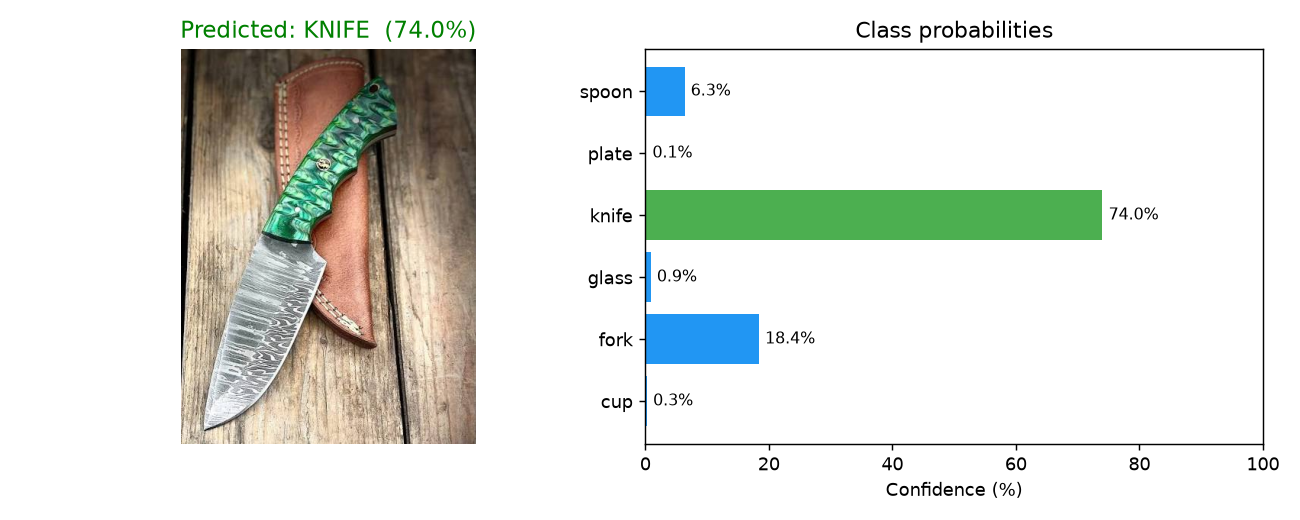 Predicted: KNIFE (74.0%)
Class probabilities
spoon 6.3%
plate 0.1%
knife 74.0%
glass 0.9%
fork 18.4%
cup 0.3%
0 20 40 60 80 100
Confidence (%)